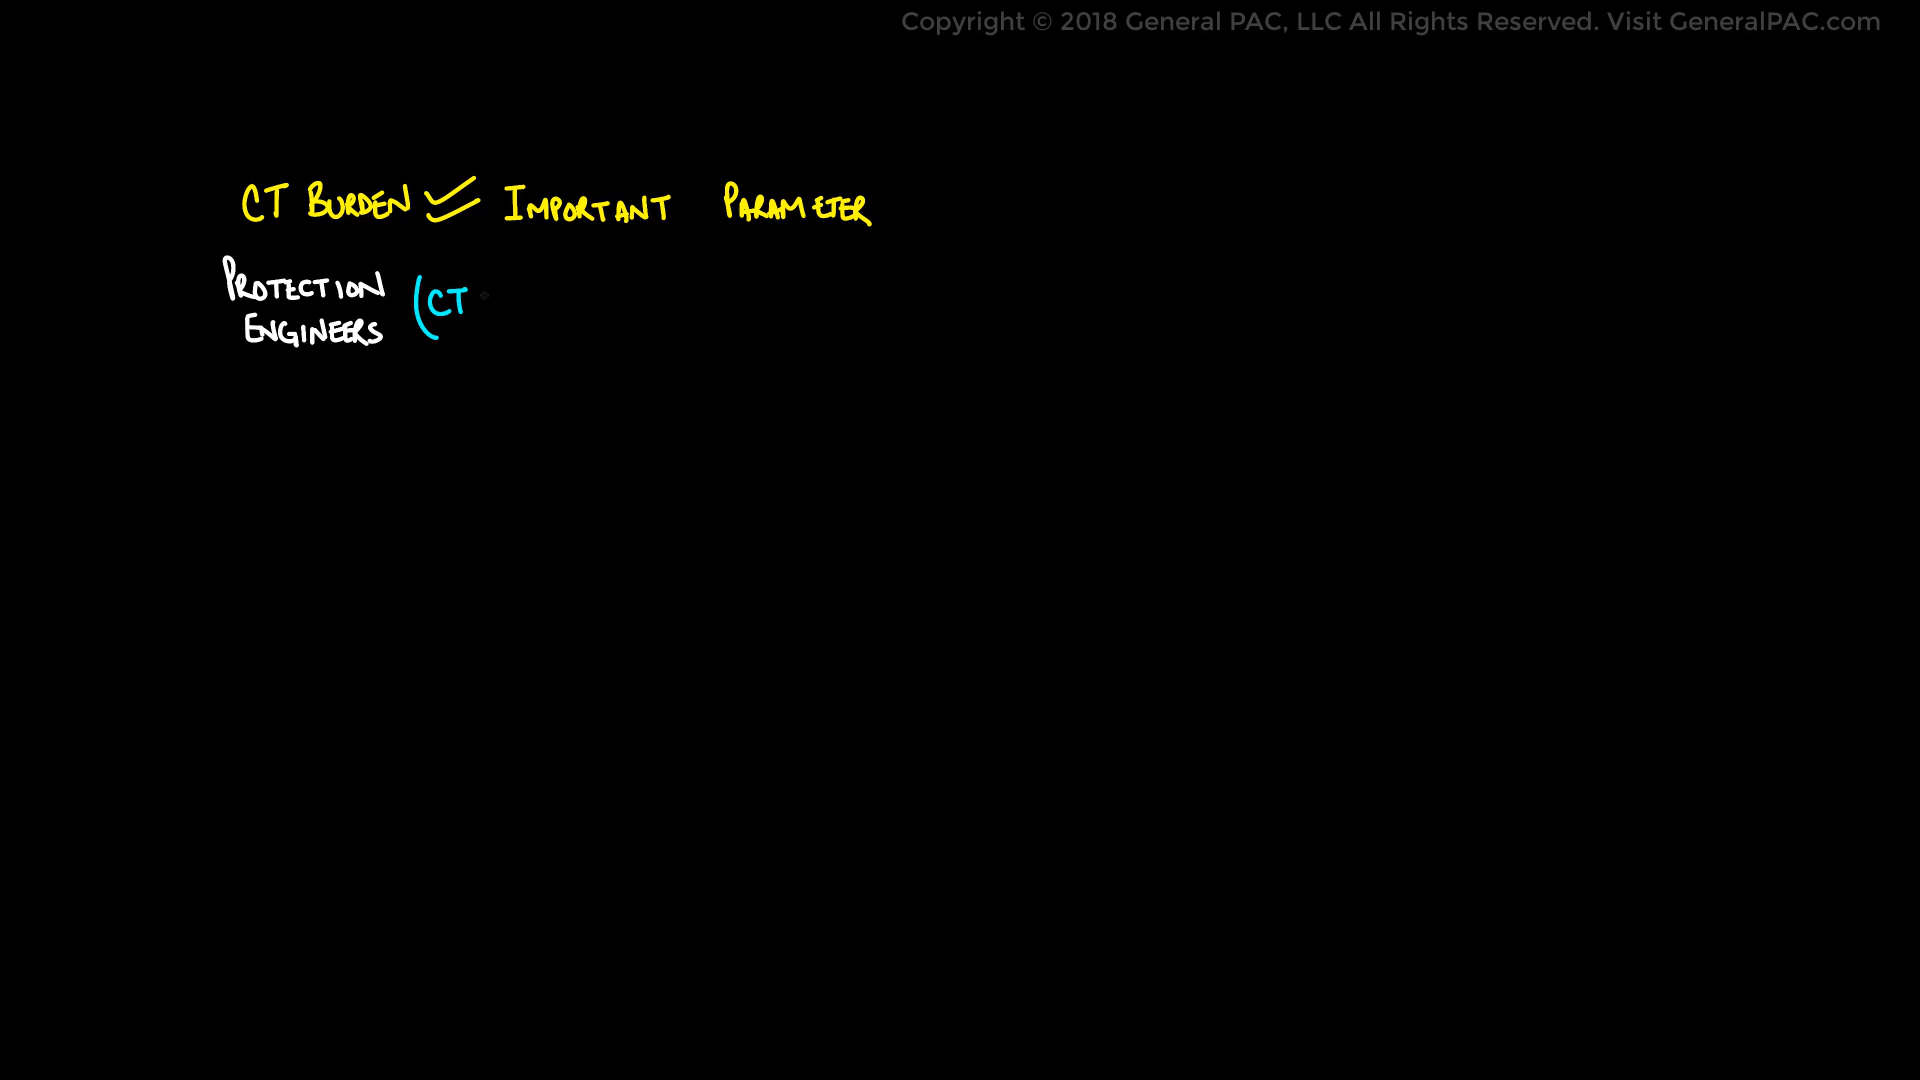 Copyright © 2018 General PAC, LLC All Rights Reserved. Visit GeneralPAC.com
CT BURDEN IMPORTANT PARAMETER
PROTECTION
ENGINEERS (CT